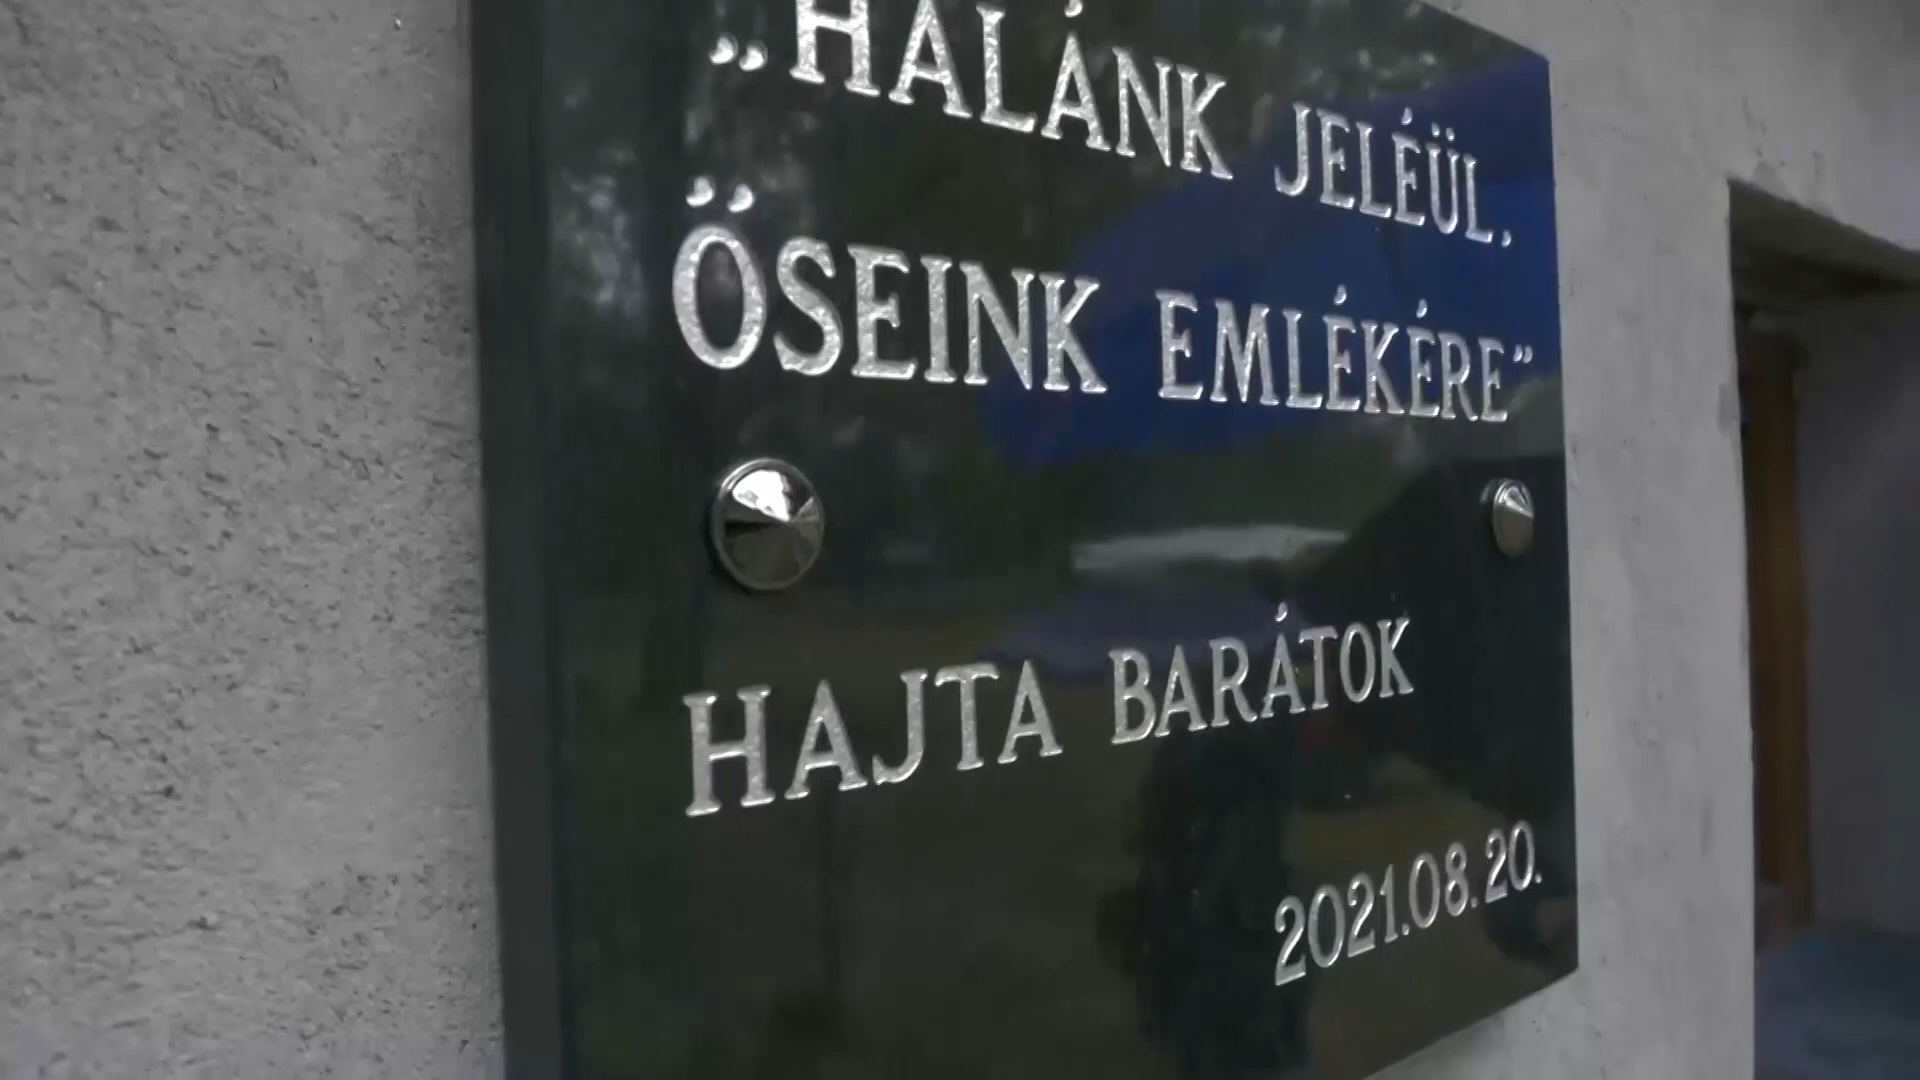 „HÁLÁNK JELÉÜL,
ŐSEINK EMLÉKÉRE”
HAJTA BARÁTOK
2021.08.20.